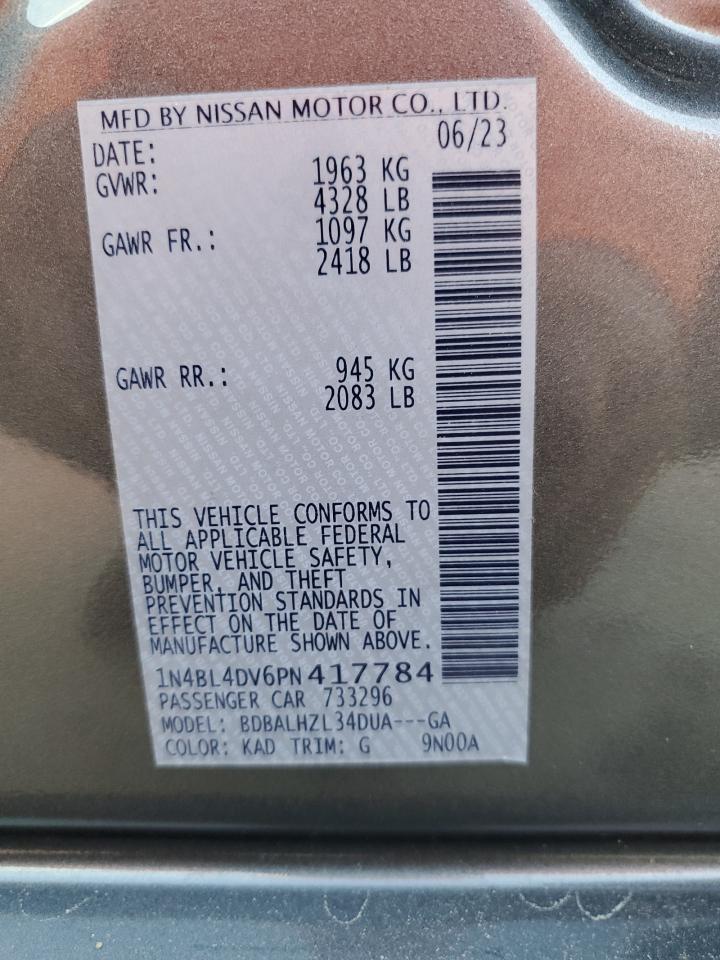 MFD BY NISSAN MOTOR CO., LTD.
DATE: 06/23
GVWR: 1963 KG
4328 LB
GAWR FR.: 1097 KG
2418 LB
GAWR RR.: 945 KG
2083 LB
THIS VEHICLE CONFORMS TO
ALL APPLICABLE FEDERAL
MOTOR VEHICLE SAFETY,
BUMPER, AND THEFT
PREVENTION STANDARDS IN
EFFECT ON THE DATE OF
MANUFACTURE SHOWN ABOVE.
1N4BL4DV6PN417784
PASSENGER CAR 733296
MODEL: BDBALHZL34DUA---GA
COLOR: KAD TRIM: G 9N00A